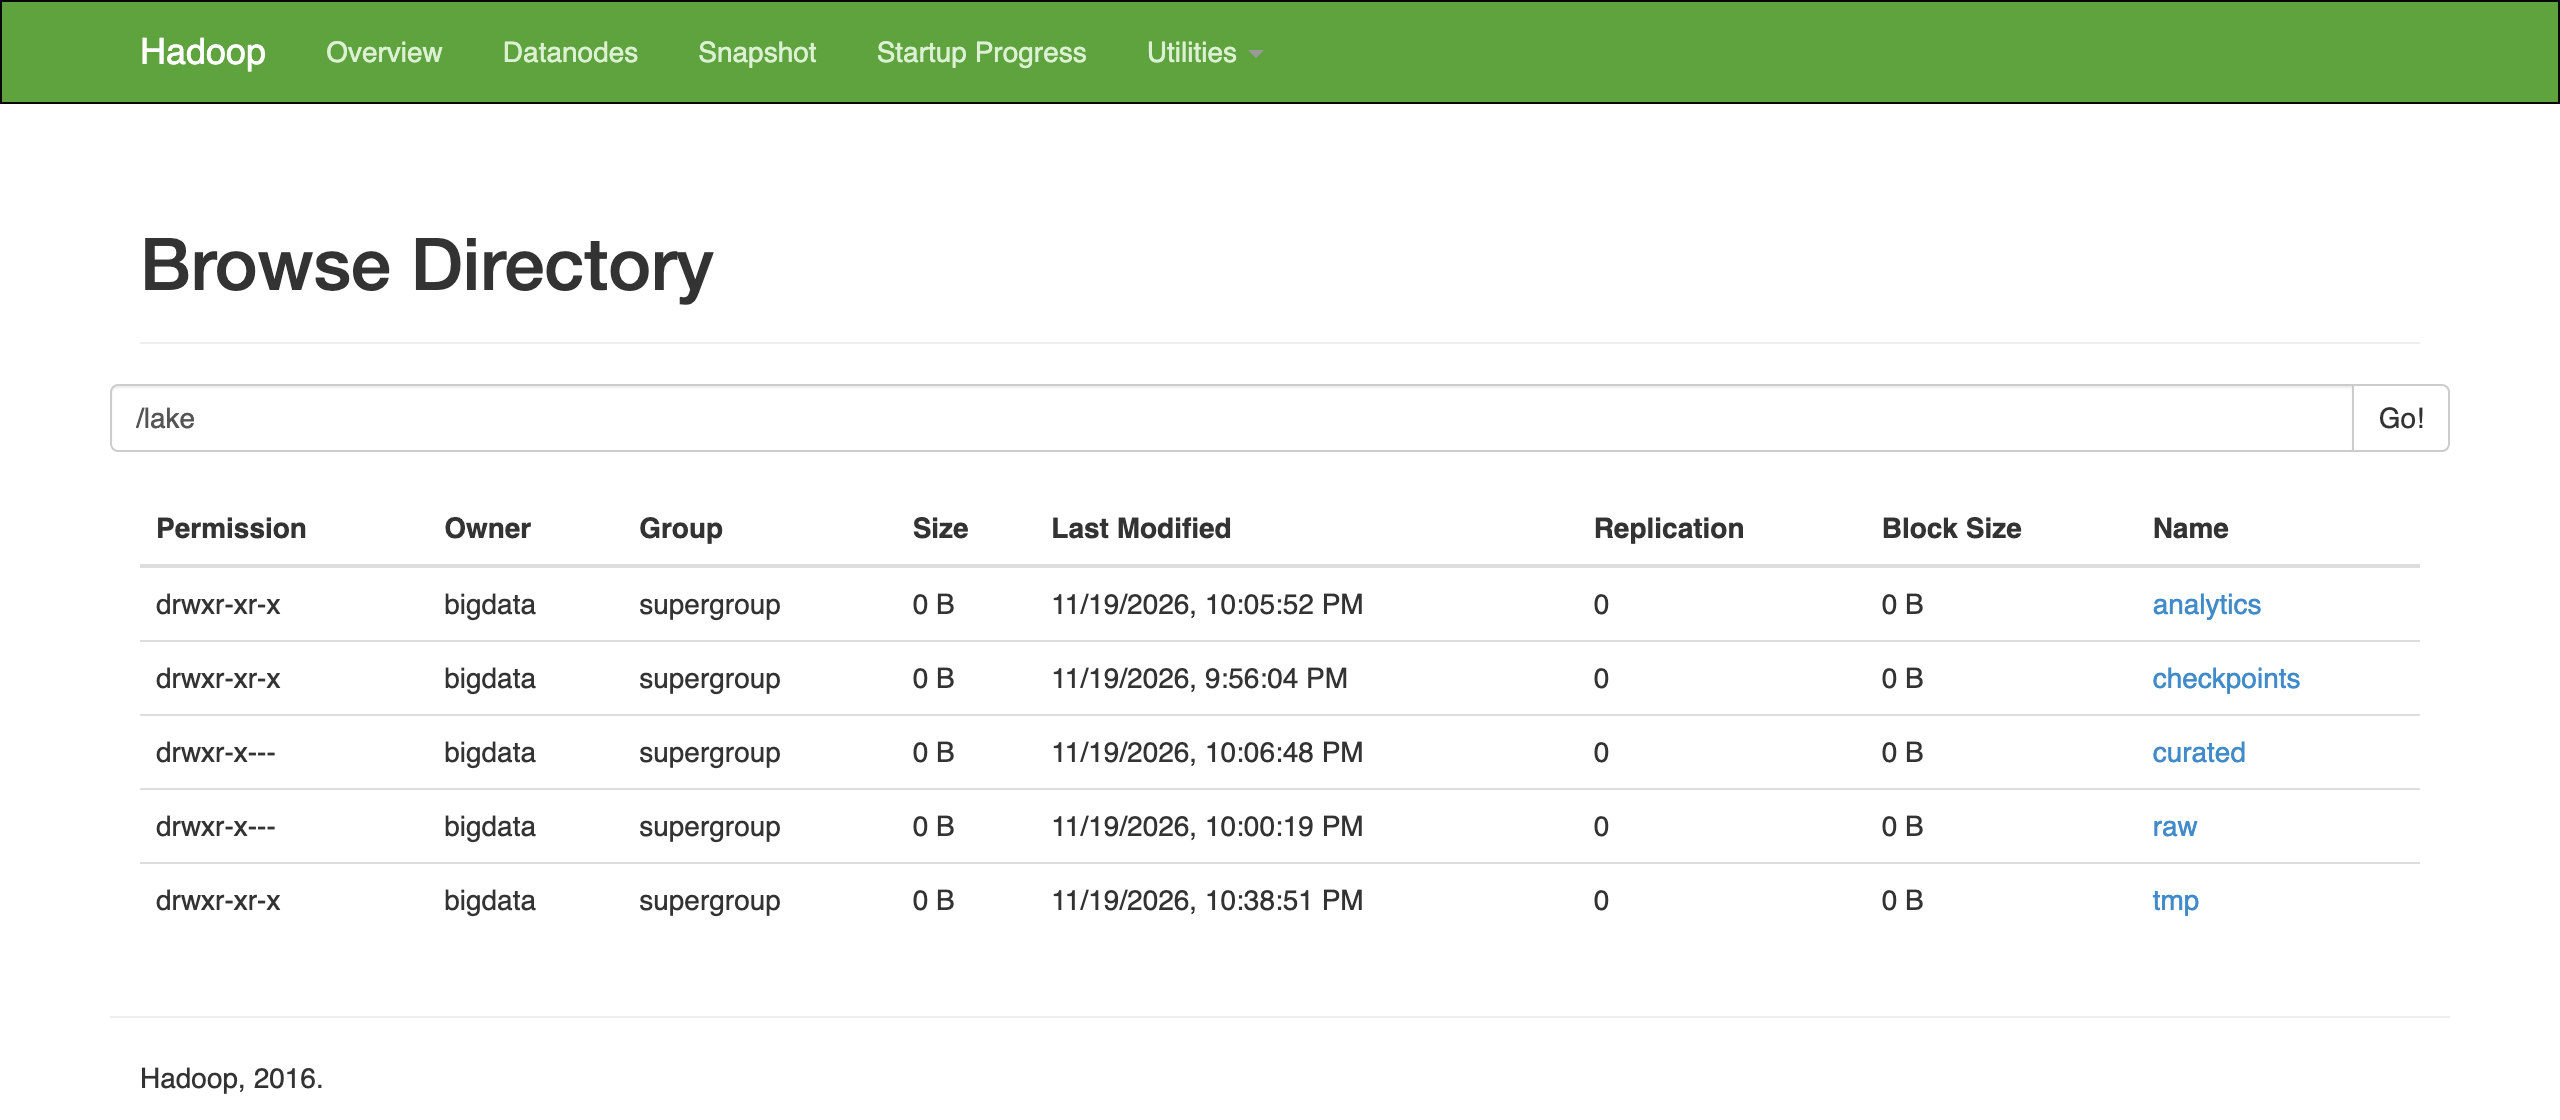 Hadoop Overview Datanodes Snapshot Startup Progress Utilities
Browse Directory
/lake Go!
Permission Owner Group Size Last Modified Replication Block Size Name
drwxr-xr-x bigdata supergroup 0 B 11/19/2026, 10:05:52 PM 0 0 B analytics
drwxr-xr-x bigdata supergroup 0 B 11/19/2026, 9:56:04 PM 0 0 B checkpoints
drwxr-x--- bigdata supergroup 0 B 11/19/2026, 10:06:48 PM 0 0 B curated
drwxr-x--- bigdata supergroup 0 B 11/19/2026, 10:00:19 PM 0 0 B raw
drwxr-xr-x bigdata supergroup 0 B 11/19/2026, 10:38:51 PM 0 0 B tmp
Hadoop, 2016.